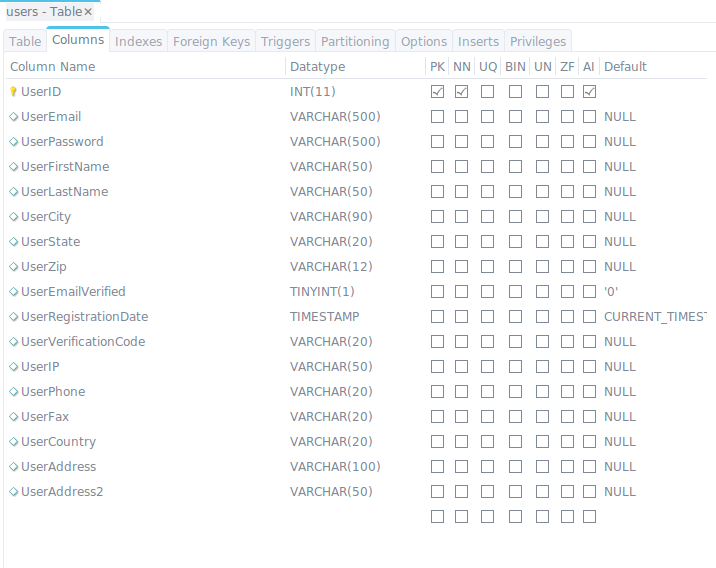 users - Table×
Table Columns Indexes Foreign Keys Triggers Partitioning Options Inserts Privileges
Column Name Datatype PK NN UQ BIN UN ZF AI Default
UserID INT(11)
UserEmail VARCHAR(500) NULL
UserPassword VARCHAR(500) NULL
UserFirstName VARCHAR(50) NULL
UserLastName VARCHAR(50) NULL
UserCity VARCHAR(90) NULL
UserState VARCHAR(20) NULL
UserZip VARCHAR(12) NULL
UserEmailVerified TINYINT(1) '0'
UserRegistrationDate TIMESTAMP CURRENT_TIMEST
UserVerificationCode VARCHAR(20) NULL
UserIP VARCHAR(50) NULL
UserPhone VARCHAR(20) NULL
UserFax VARCHAR(20) NULL
UserCountry VARCHAR(20) NULL
UserAddress VARCHAR(100) NULL
UserAddress2 VARCHAR(50) NULL